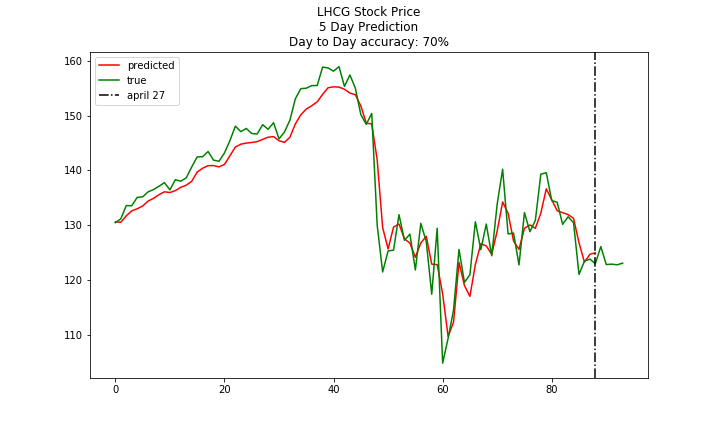 LHCG Stock Price
5 Day Prediction
Day to Day accuracy: 70%
predicted
true
april 27
160
150
140
130
120
110
0
20
40
60
80